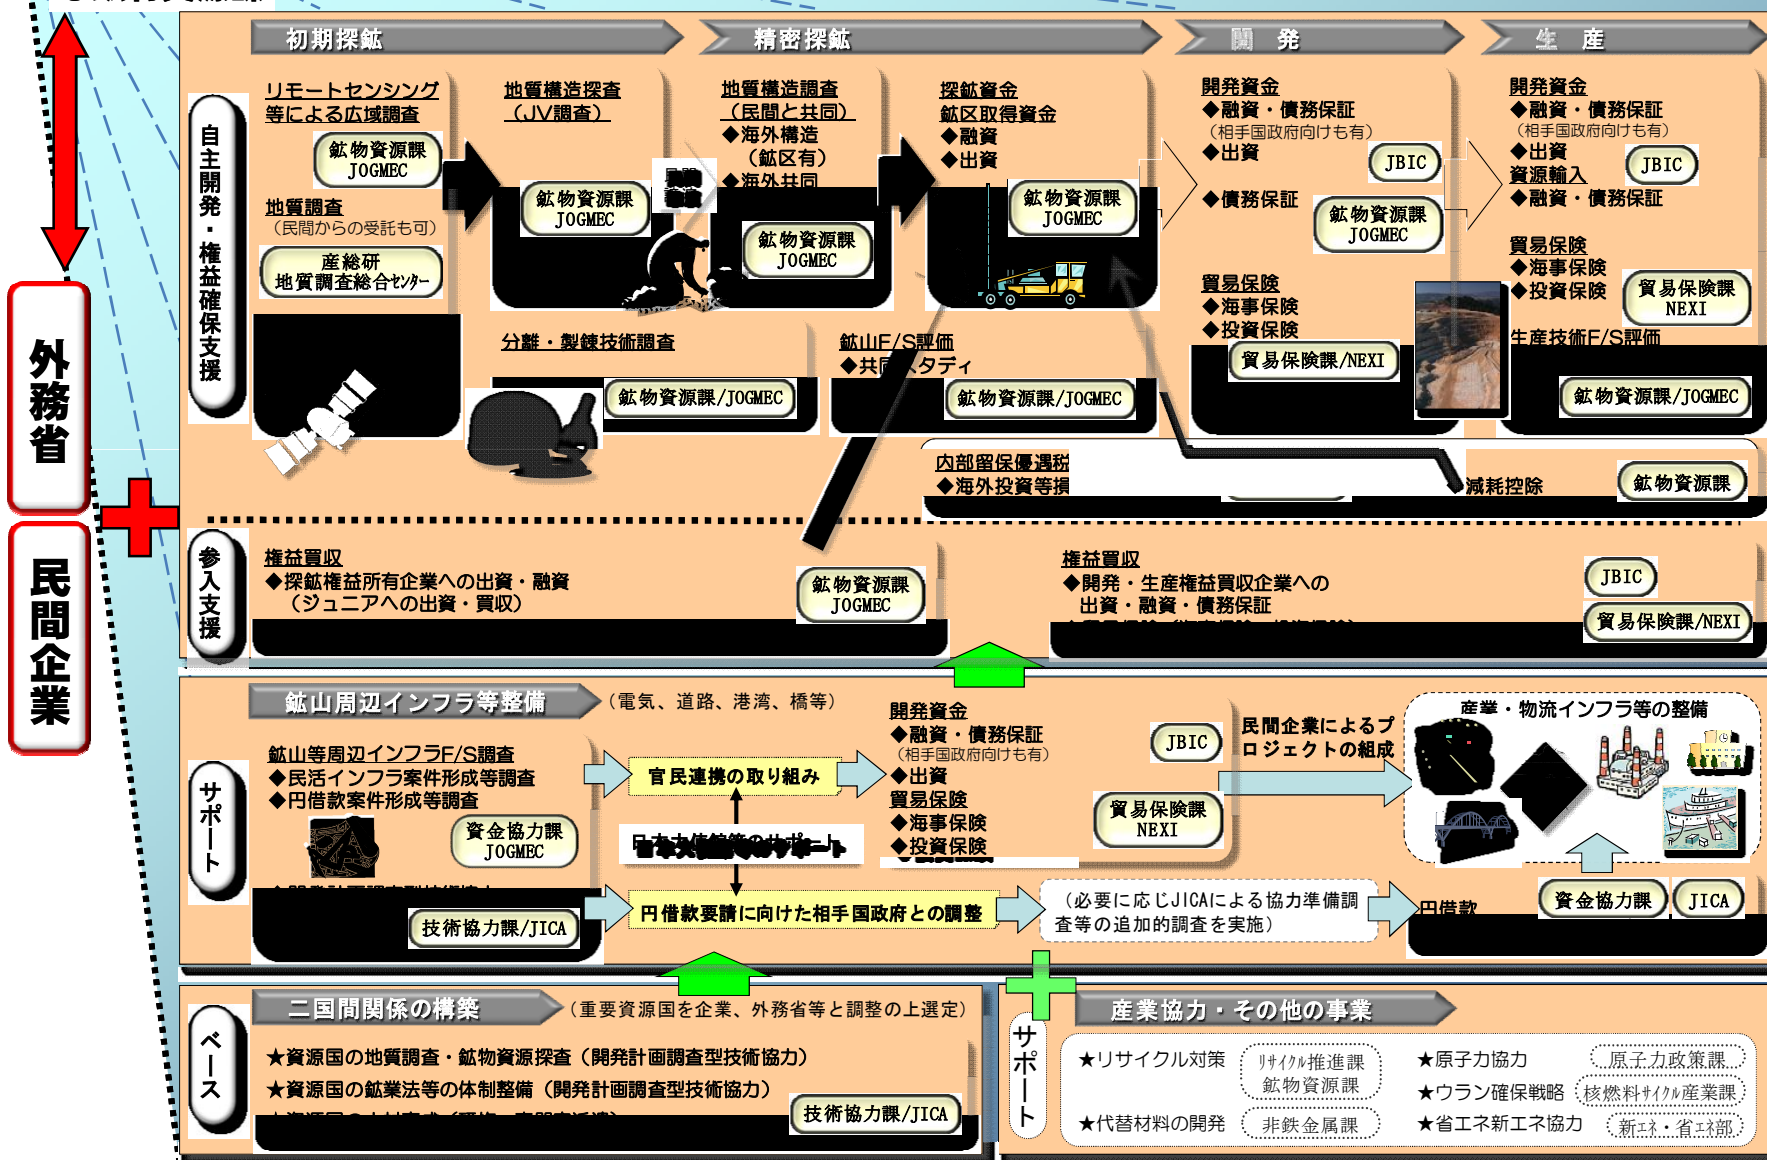 初期探鉱
精密探鉱
開 発
生 産
外務省
民間企業
自主開発・権益確保支援
リモートセンシング
等による広域調査
鉱物資源課
JOGMEC
地質調査
（民間からの受託も可）
産総研
地質調査総合センター
地質構造探査
（JV調査）
鉱物資源課
JOGMEC
地質構造調査
（民間と共同）
◆海外構造
（鉱区有）
◆海外共同
鉱物資源課
JOGMEC
探鉱資金
鉱区取得資金
◆融資
◆出資
鉱物資源課
JOGMEC
開発資金
◆融資・債務保証
（相手国政府向けも有）
◆出資
JBIC
◆債務保証
鉱物資源課
JOGMEC
貿易保険
◆海事保険
◆投資保険
貿易保険課/NEXI
開発資金
◆融資・債務保証
（相手国政府向けも有）
◆出資
JBIC
資源輸入
◆融資・債務保証
貿易保険
◆海事保険
◆投資保険
貿易保険課
NEXI
生産技術F/S評価
鉱物資源課/JOGMEC
分離・製錬技術調査
鉱物資源課/JOGMEC
鉱山F/S評価
◆共同スタディ
鉱物資源課/JOGMEC
内部留保優遇税
◆海外投資等損
◆減耗控除
鉱物資源課
参入支援
権益買収
◆探鉱権益所有企業への出資・融資
（ジュニアへの出資・買収）
鉱物資源課
JOGMEC
権益買収
◆開発・生産権益買収企業への
出資・融資・債務保証
JBIC
貿易保険課/NEXI
サポート
鉱山周辺インフラ等整備
（電気、道路、港湾、橋等）
鉱山等周辺インフラF/S調査
◆民活インフラ案件形成等調査
◆円借款案件形成等調査
資金協力課
JOGMEC
技術協力課/JICA
官民連携の取り組み
円借款要請に向けた相手国政府との調整
開発資金
◆融資・債務保証
（相手国政府向けも有）
◆出資
JBIC
貿易保険
◆海事保険
◆投資保険
貿易保険課
NEXI
民間企業によるプ
ロジェクトの組成
産業・物流インフラ等の整備
（必要に応じJICAによる協力準備調
査等の追加的調査を実施）
円借款
資金協力課
JICA
ベース
二国間関係の構築
（重要資源国を企業、外務省等と調整の上選定）
★資源国の地質調査・鉱物資源探査（開発計画調査型技術協力）
★資源国の鉱業法等の体制整備（開発計画調査型技術協力）
技術協力課/JICA
サポート
産業協力・その他の事業
★リサイクル対策
リサイクル推進課
鉱物資源課
★代替材料の開発
非鉄金属課
★原子力協力
原子力政策課
★ウラン確保戦略
核燃料サイクル産業課
★省エネ新エネ協力
新エネ・省エネ部